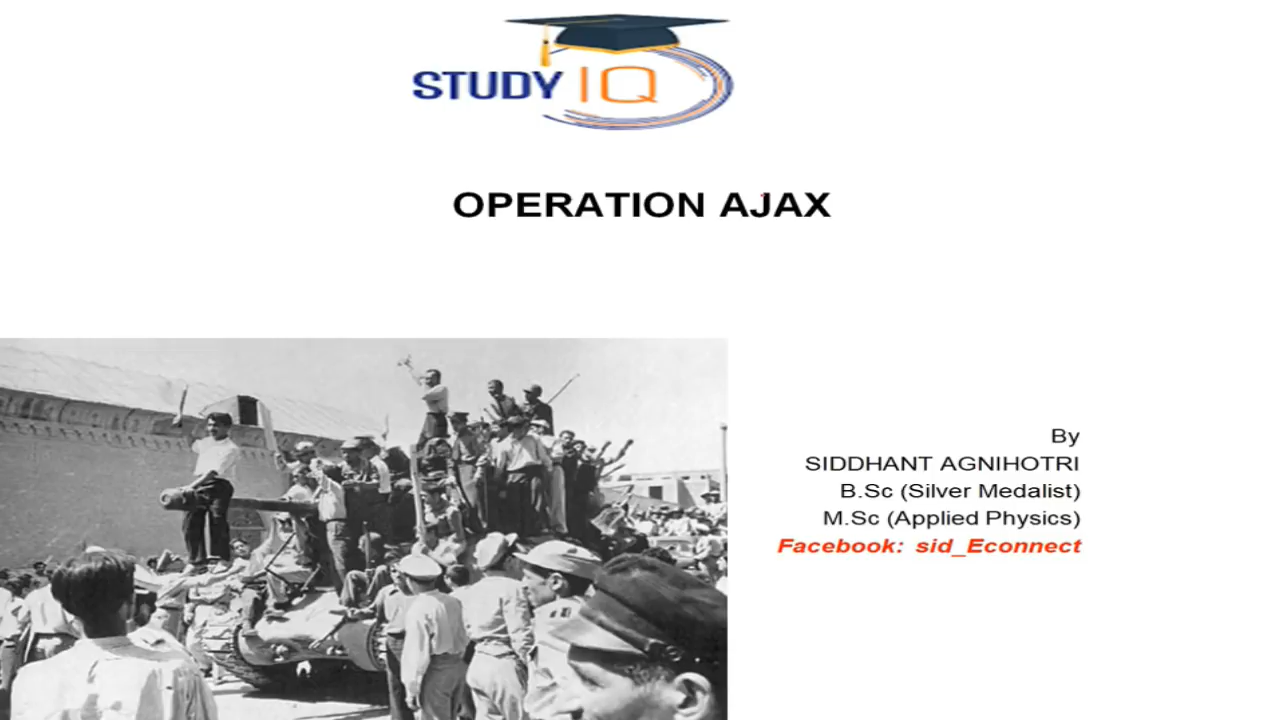 STUDY IQ
OPERATION AJAX
By
SIDDHANT AGNIHOTRI
B.Sc (Silver Medalist)
M.Sc (Applied Physics)
Facebook: sid_Econnect